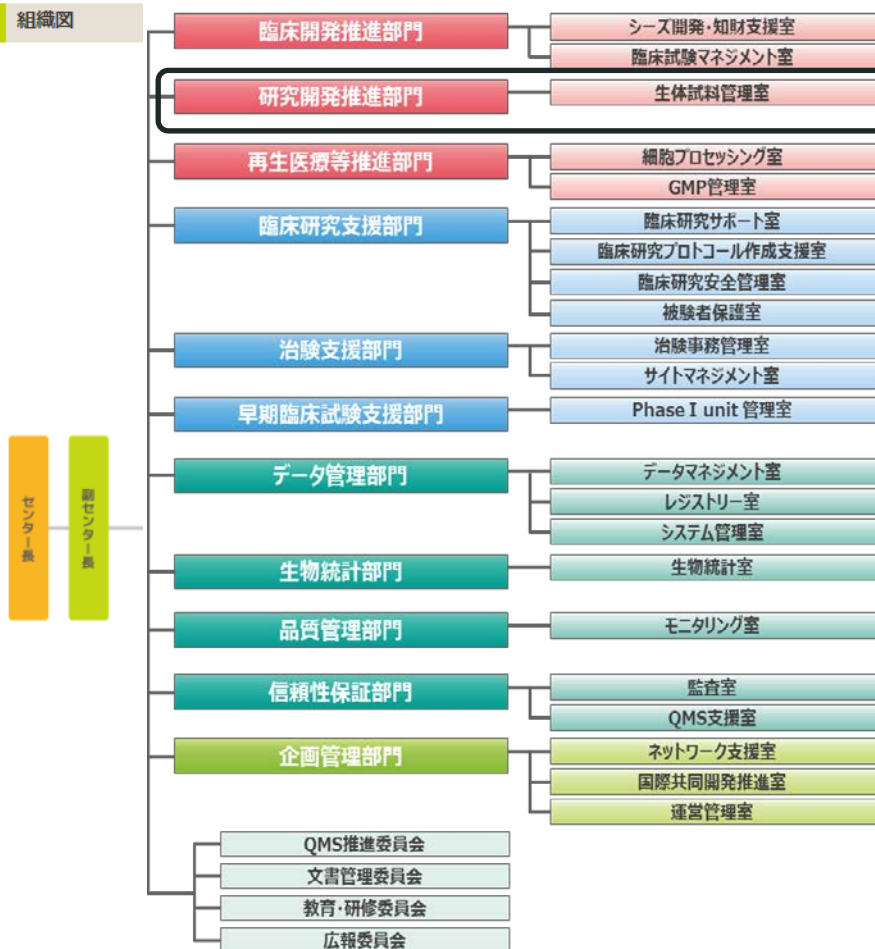 組織図
臨床開発推進部門
シーズ開発・知財支援室
臨床試験マネジメント室
研究開発推進部門
生体試料管理室
再生医療等推進部門
細胞プロセッシング室
GMP管理室
臨床研究支援部門
臨床研究サポート室
臨床研究プロトコール作成支援室
臨床研究安全管理室
被験者保護室
治験支援部門
治験事務管理室
サイトマネジメント室
早期臨床試験支援部門
Phase I unit 管理室
センター長
副センター長
データ管理部門
データマネジメント室
レジストリー室
システム管理室
生物統計部門
生物統計室
品質管理部門
モニタリング室
信頼性保証部門
監査室
QMS支援室
企画管理部門
ネットワーク支援室
国際共同開発推進室
運営管理室
QMS推進委員会
文書管理委員会
教育・研修委員会
広報委員会